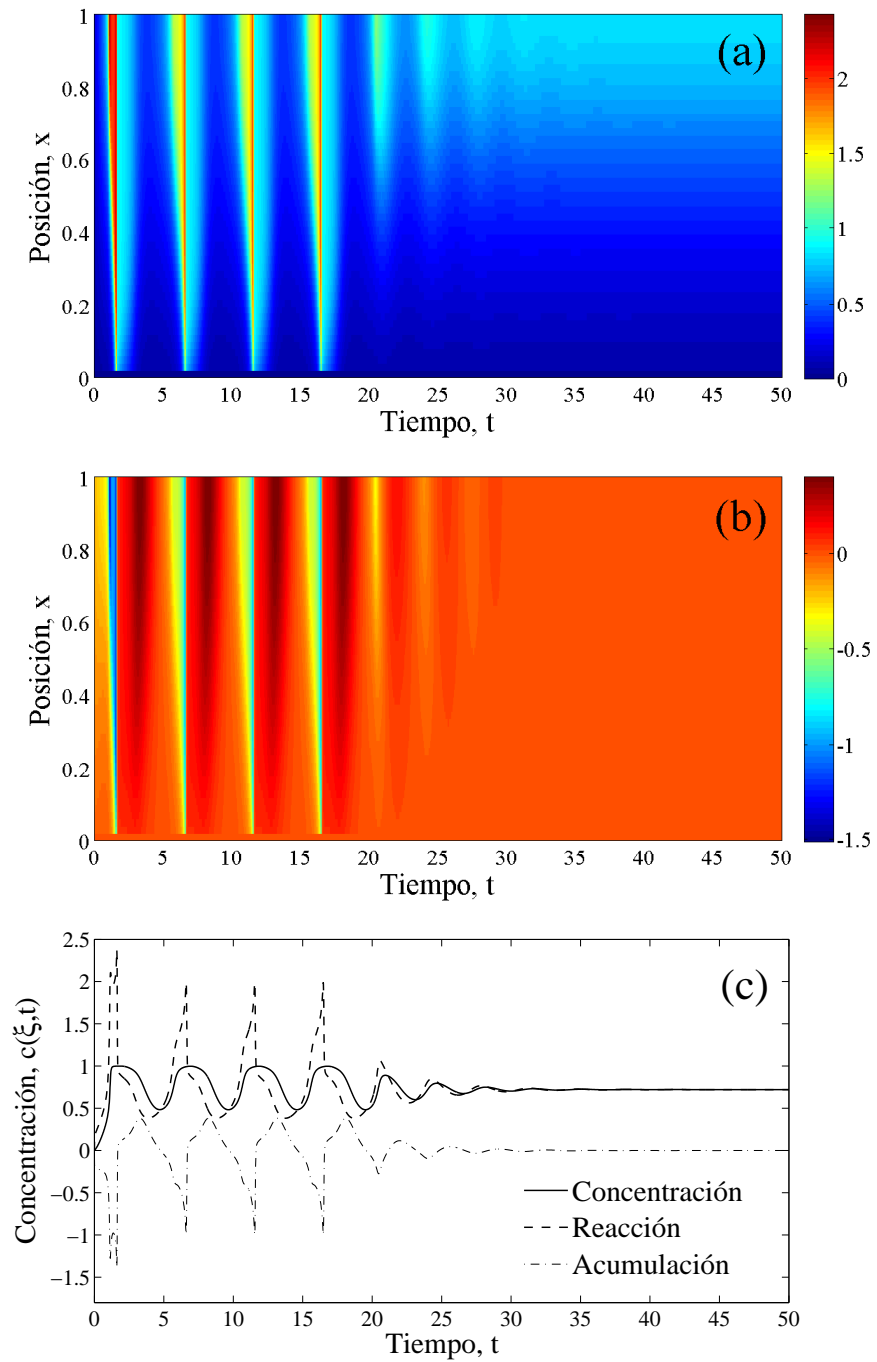 (a)
Posición, x
1
0.8
0.6
0.4
0.2
0
0 5 10 15 20 25 30 35 40 45 50
Tiempo, t
2
1.5
1
0.5
0
(b)
Posición, x
1
0.8
0.6
0.4
0.2
0
0 5 10 15 20 25 30 35 40 45 50
Tiempo, t
0
-0.5
-1
-1.5
(c)
Concentración, c(ξ,t)
2.5
2
1.5
1
0.5
0
−0.5
−1
−1.5
Concentración
Reacción
Acumulación
0 5 10 15 20 25 30 35 40 45 50
Tiempo, t